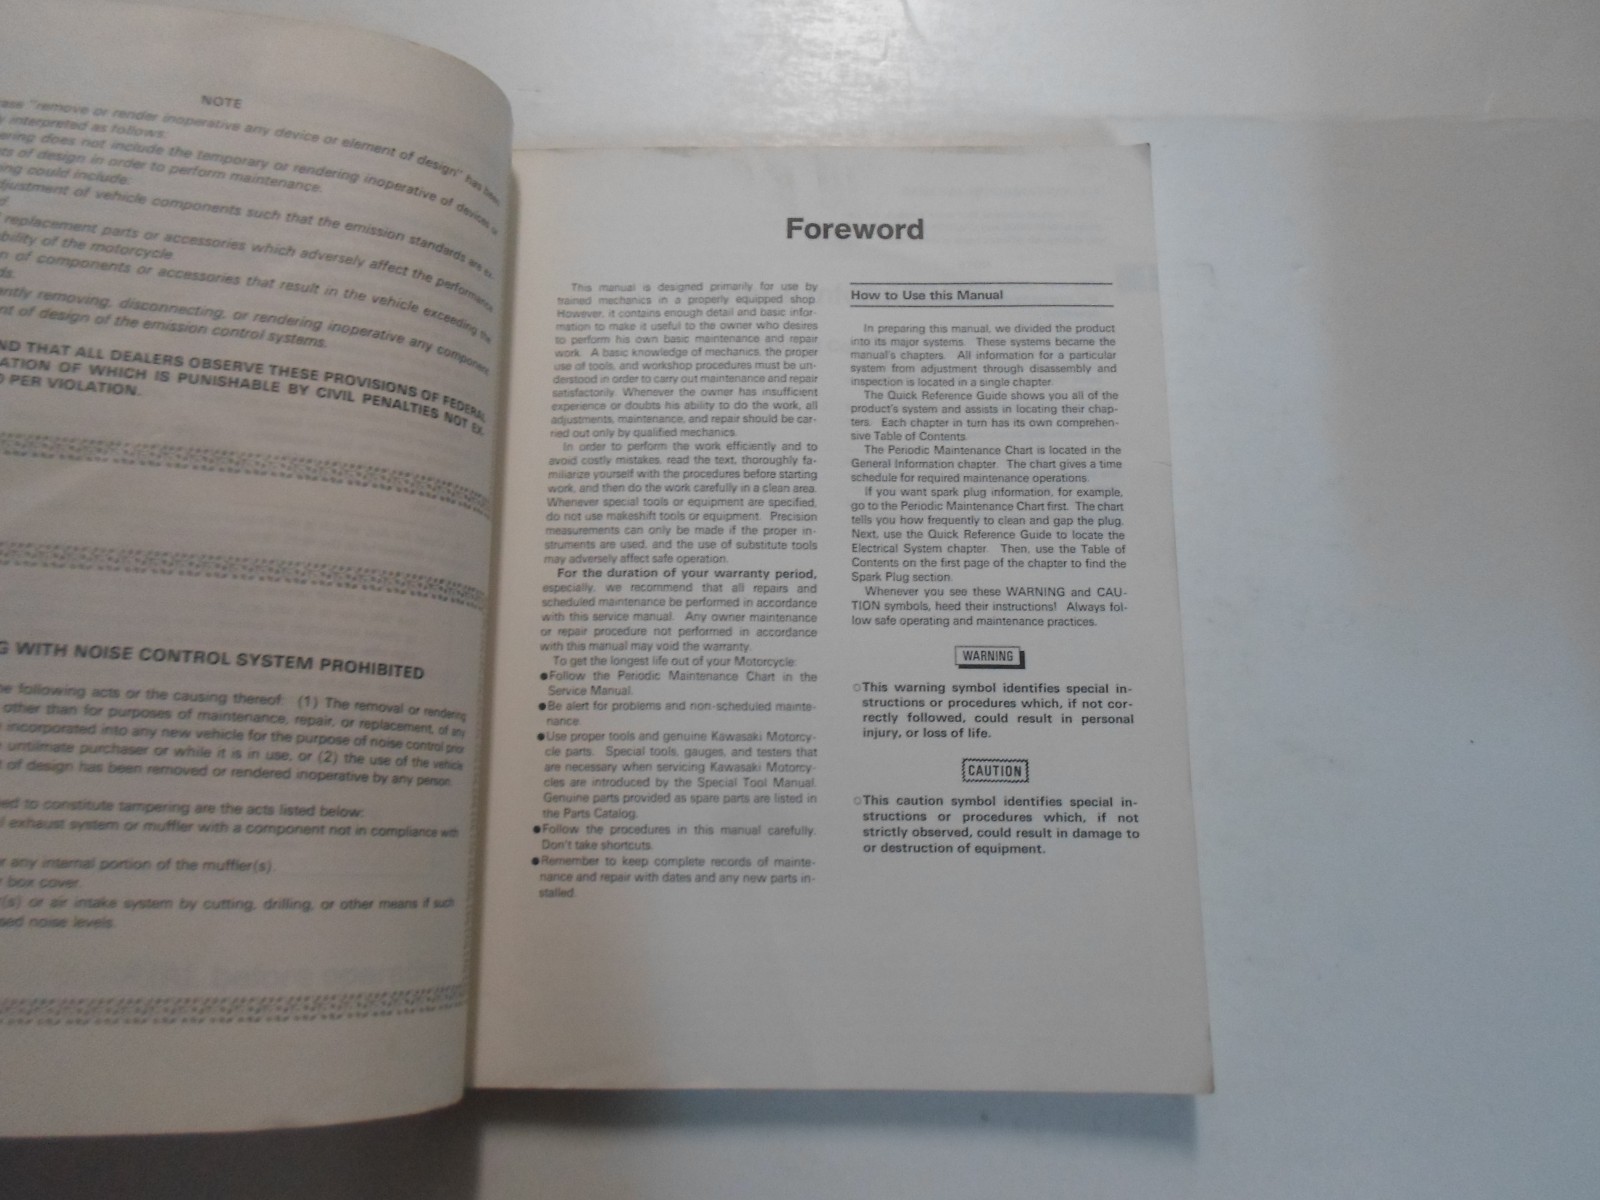 NOTE
"remove or render inoperative any device or element of design" has been
interpreted as follows:
does not include the temporary or rendering inoperative of devices
of design in order to perform maintenance.
could include:
of vehicle components such that the emission standards are ex-
replacement parts or accessories which adversely affect the performance
of the motorcycle.
of components or accessories that result in the vehicle exceeding the
removing, disconnecting, or rendering inoperative any component
of design of the emission control systems.
THAT ALL DEALERS OBSERVE THESE PROVISIONS OF FEDERAL
OF WHICH IS PUNISHABLE BY CIVIL PENALTIES NOT EX-
PER VIOLATION.
WITH NOISE CONTROL SYSTEM PROHIBITED
following acts or the causing thereof: (1) The removal or rendering
other than for purposes of maintenance, repair, or replacement, of any
incorporated into any new vehicle for the purpose of noise control prior
untilmate purchaser or while it is in use, or (2) the use of the vehicle
of design has been removed or rendered inoperative by any person.
to constitute tampering are the acts listed below:
exhaust system or muffler with a component not in compliance with
any internal portion of the muffler(s).
box cover.
(s) or air intake system by cutting, drilling, or other means if such
noise levels.
Foreword
This manual is designed primarily for use by
trained mechanics in a properly equipped shop.
However, it contains enough detail and basic infor-
mation to make it useful to the owner who desires
to perform his own basic maintenance and repair
work. A basic knowledge of mechanics, the proper
use of tools, and workshop procedures must be un-
derstood in order to carry out maintenance and repair
satisfactorily. Whenever the owner has insufficient
experience or doubts his ability to do the work, all
adjustments, maintenance, and repair should be car-
ried out only by qualified mechanics.
In order to perform the work efficiently and to
avoid costly mistakes, read the text, thoroughly fa-
miliarize yourself with the procedures before starting
work, and then do the work carefully in a clean area.
Whenever special tools or equipment are specified,
do not use makeshift tools or equipment. Precision
measurements can only be made if the proper in-
struments are used, and the use of substitute tools
may adversely affect safe operation.
For the duration of your warranty period,
especially, we recommend that all repairs and
scheduled maintenance be performed in accordance
with this service manual. Any owner maintenance
or repair procedure not performed in accordance
with this manual may void the warranty.
To get the longest life out of your Motorcycle:
●Follow the Periodic Maintenance Chart in the
Service Manual.
●Be alert for problems and non-scheduled mainte-
nance.
●Use proper tools and genuine Kawasaki Motorcy-
cle parts. Special tools, gauges, and testers that
are necessary when servicing Kawasaki Motorcy-
cles are introduced by the Special Tool Manual.
Genuine parts provided as spare parts are listed in
the Parts Catalog.
●Follow the procedures in this manual carefully.
Don't take shortcuts.
●Remember to keep complete records of mainte-
nance and repair with dates and any new parts in-
stalled.
How to Use this Manual
In preparing this manual, we divided the product
into its major systems. These systems became the
manual's chapters. All information for a particular
system from adjustment through disassembly and
inspection is located in a single chapter.
The Quick Reference Guide shows you all of the
product's system and assists in locating their chap-
ters. Each chapter in turn has its own comprehen-
sive Table of Contents.
The Periodic Maintenance Chart is located in the
General Information chapter. The chart gives a time
schedule for required maintenance operations.
If you want spark plug information, for example,
go to the Periodic Maintenance Chart first. The chart
tells you how frequently to clean and gap the plug.
Next, use the Quick Reference Guide to locate the
Electrical System chapter. Then, use the Table of
Contents on the first page of the chapter to find the
Spark Plug section.
Whenever you see these WARNING and CAU-
TION symbols, heed their instructions! Always fol-
low safe operating and maintenance practices.
WARNING
○This warning symbol identifies special in-
structions or procedures which, if not cor-
rectly followed, could result in personal
injury, or loss of life.
CAUTION
○This caution symbol identifies special in-
structions or procedures which, if not
strictly observed, could result in damage to
or destruction of equipment.